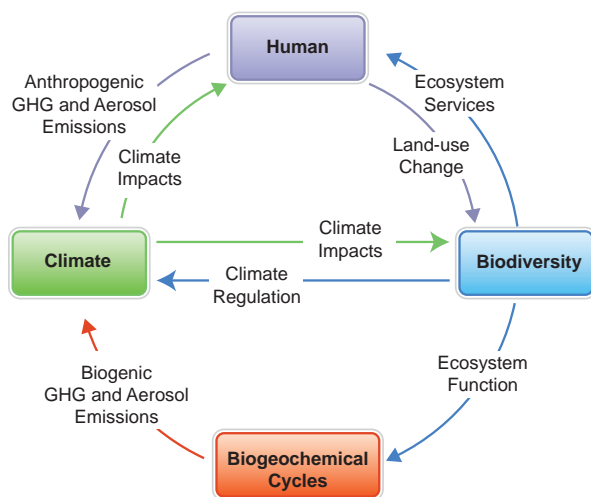 Human
Anthropogenic
GHG and Aerosol
Emissions
Ecosystem
Services
Climate
Impacts
Land-use
Change
Climate
Impacts
Climate
Biodiversity
Climate
Regulation
Biogenic
GHG and Aerosol
Emissions
Ecosystem
Function
Biogeochemical
Cycles